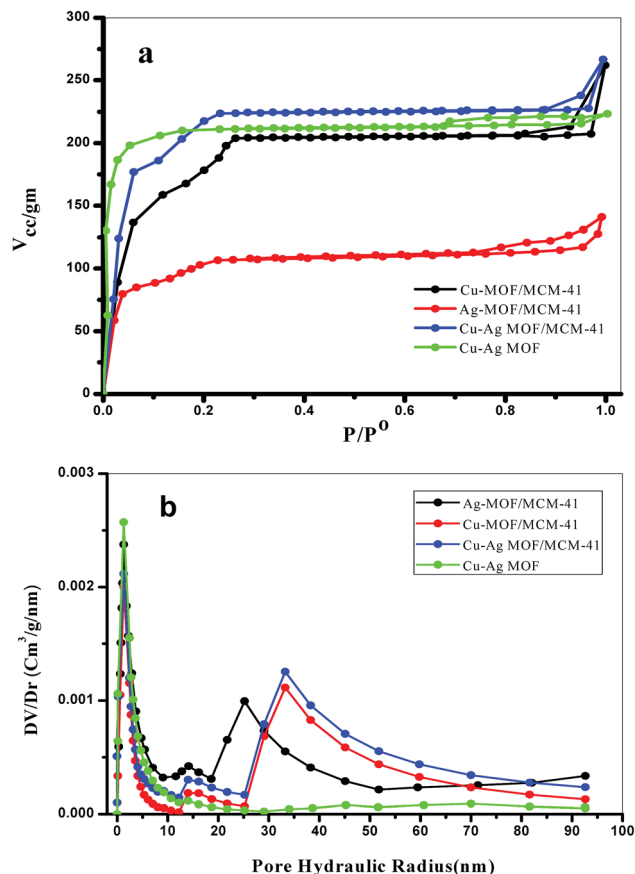 a
300
250
200
150
100
50
0
Vcc/gm
Cu-MOF/MCM-41
Ag-MOF/MCM-41
Cu-Ag MOF/MCM-41
Cu-Ag MOF
0.0 0.2 0.4 0.6 0.8 1.0
P/P^O
b
0.003
0.002
0.001
0.000
DV/Dr (Cm³/g/nm)
Ag-MOF/MCM-41
Cu-MOF/MCM-41
Cu-Ag MOF/MCM-41
Cu-Ag MOF
0 10 20 30 40 50 60 70 80 90 100
Pore Hydraulic Radius(nm)